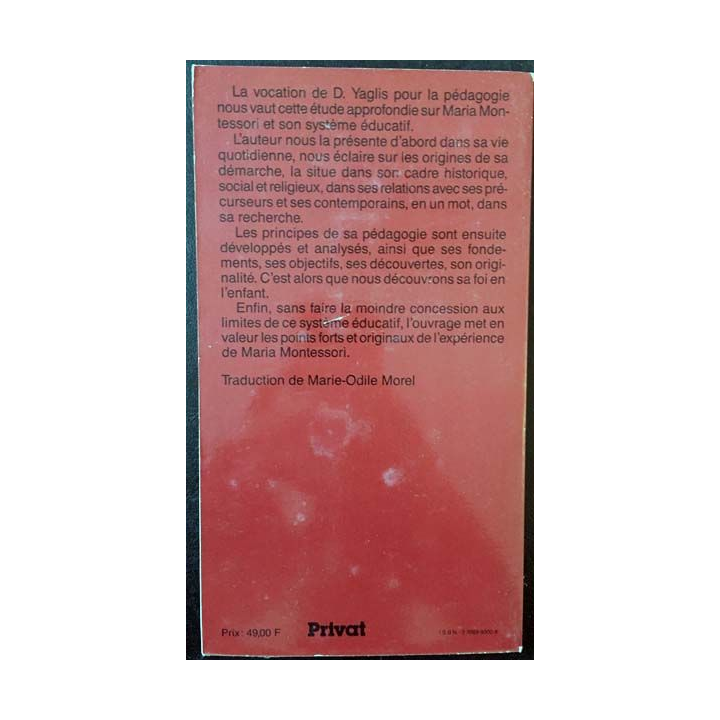 La vocation de D. Yaglis pour la pédagogie
nous vaut cette étude approfondie sur Maria Mon-
tessori et son système éducatif.
L'auteur nous la présente d'abord dans sa vie
quotidienne, nous éclaire sur les origines de sa
démarche, la situe dans son cadre historique,
social et religieux, dans ses relations avec ses pré-
curseurs et ses contemporains, en un mot, dans
sa recherche.
Les principes de sa pédagogie sont ensuite
développés et analysés, ainsi que ses fonde-
ments, ses objectifs, ses découvertes, son origi-
nalité. C'est alors que nous découvrons sa foi en
l'enfant.
Enfin, sans faire la moindre concession aux
limites de ce système éducatif, l'ouvrage met en
valeur les points forts et originaux de l'expérience
de Maria Montessori.
Traduction de Marie-Odile Morel
Prix : 49,00 F
Privat